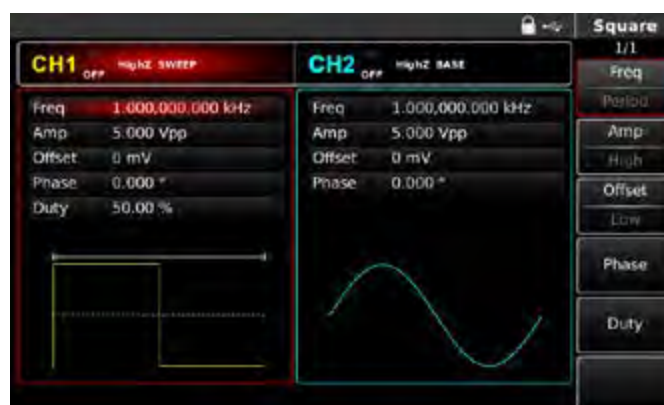 Square
1/1
CH1 OFF HighZ SWEEP
CH2 OFF HighZ BASE
Freq 1.000,000,000 kHz
Amp 5.000 Vpp
Offset 0 mV
Phase 0.000 °
Duty 50.00 %
Freq 1.000,000,000 kHz
Amp 5.000 Vpp
Offset 0 mV
Phase 0.000 °
Freq
Period
Amp
High
Offset
Low
Phase
Duty